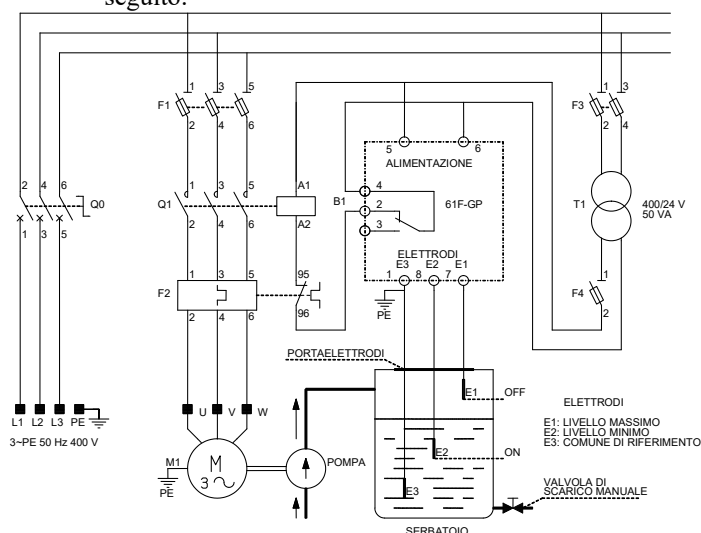 seguito.
1 3 5
F1
2 4 6
1 3
F3
2 4
5 6
ALIMENTAZIONE
4
61F-GP
B1 2
3
ELETTRODI
E3 E2 E1
1 8 7
PE
2 4 6
Q0
1 3 5
1 3 5
Q1
2 4 6
A1
A2
T1
400/24 V
50 VA
1 3 5
F2
2 4 6
95
96
1
F4
2
PORTAELETTRODI
E1 OFF
E2 ON
E3
ELETTRODI
E1: LIVELLO MASSIMO
E2: LIVELLO MINIMO
E3: COMUNE DI RIFERIMENTO
L1 L2 L3 PE
3~PE 50 Hz 400 V
U V W
M1
PE
M
3
POMPA
VALVOLA DI
SCARICO MANUALE
SERBATOIO